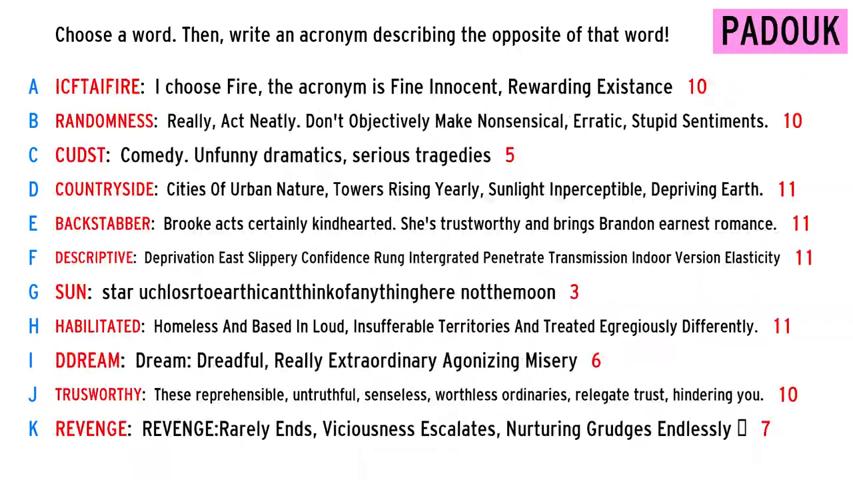 Choose a word. Then, write an acronym describing the opposite of that word!
PADOUK
A ICFTAIFIRE: I choose Fire, the acronym is Fine Innocent, Rewarding Existance 10
B RANDOMNESS: Really, Act Neatly. Don't Objectively Make Nonsensical, Erratic, Stupid Sentiments. 10
C CUDST: Comedy. Unfunny dramatics, serious tragedies 5
D COUNTRYSIDE: Cities Of Urban Nature, Towers Rising Yearly, Sunlight Inperceptible, Depriving Earth. 11
E BACKSTABBER: Brooke acts certainly kindhearted. She's trustworthy and brings Brandon earnest romance. 11
F DESCRIPTIVE: Deprivation East Slippery Confidence Rung Intergrated Penetrate Transmission Indoor Version Elasticity 11
G SUN: star uchlosrtoearthicantthinkofanythinghere notthemoon 3
H HABILITATED: Homeless And Based In Loud, Insufferable Territories And Treated Egregiously Differently. 11
I DDREAM: Dream: Dreadful, Really Extraordinary Agonizing Misery 6
J TRUSWORTHY: These reprehensible, untruthful, senseless, worthless ordinaries, relegate trust, hindering you. 10
K REVENGE: REVENGE:Rarely Ends, Viciousness Escalates, Nurturing Grudges Endlessly 7